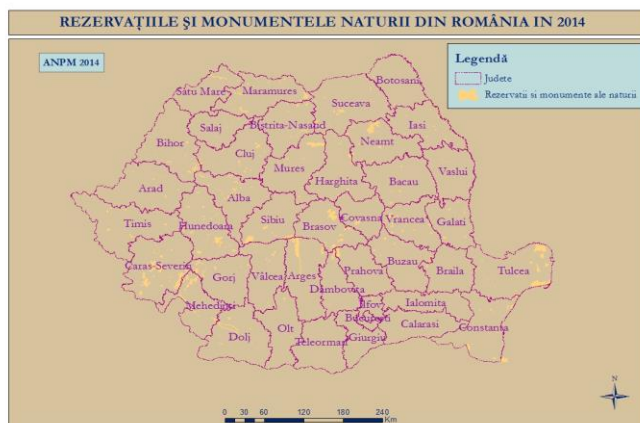 REZERVAȚIILE ȘI MONUMENTELE NATURII DIN ROMÂNIA IN 2014
ANPM 2014
Legendă
Judete
Rezervatii si monumente ale naturii
Botosani
Satu Mare
Maramures
Suceava
Salaj
Bistrita-Nasaud
Iasi
Bihor
Cluj
Neamt
Mures
Vaslui
Harghita
Bacau
Arad
Alba
Timis
Hunedoara
Sibiu
Brasov
Covasna
Vrancea
Galati
Caras-Severin
Gorj
Vâlcea
Arges
Prahova
Buzau
Braila
Tulcea
Dâmbovita
Mehedinti
Ilfov
Ialomita
Bucuresti
Calarasi
Constanta
Dolj
Olt
Teleorman
Giurgiu
N
0 15 30 60 120 180 240
Km